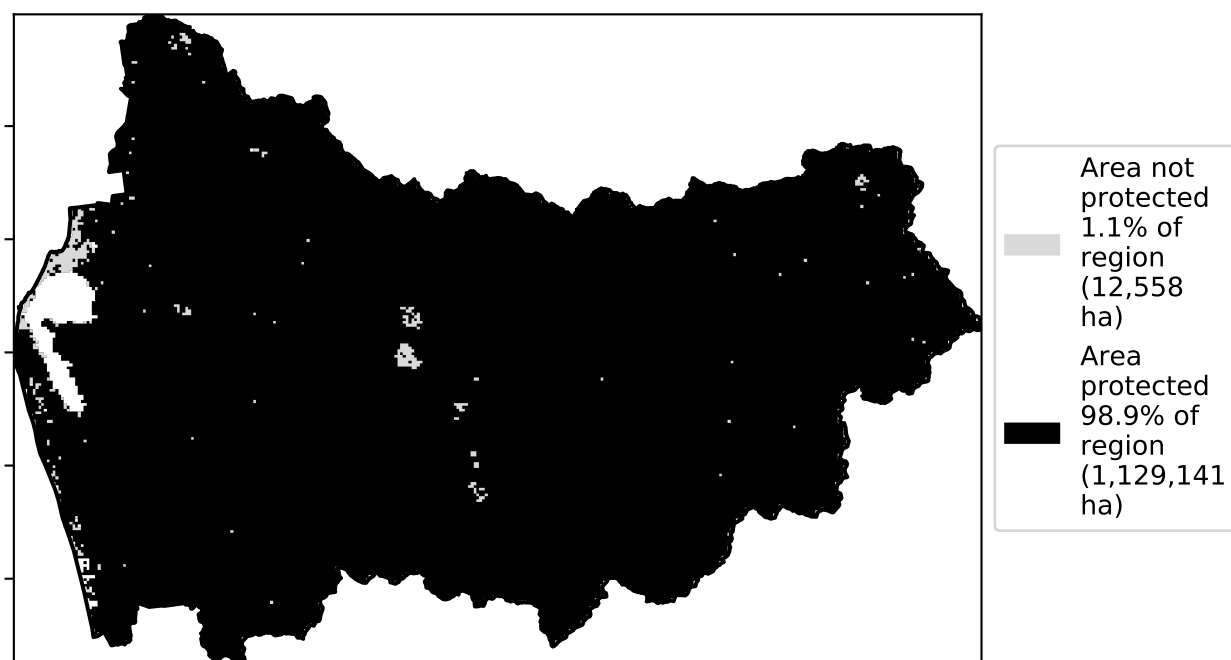 Area not
protected
1.1% of
region
(12,558
ha)
Area
protected
98.9% of
region
(1,129,141
ha)